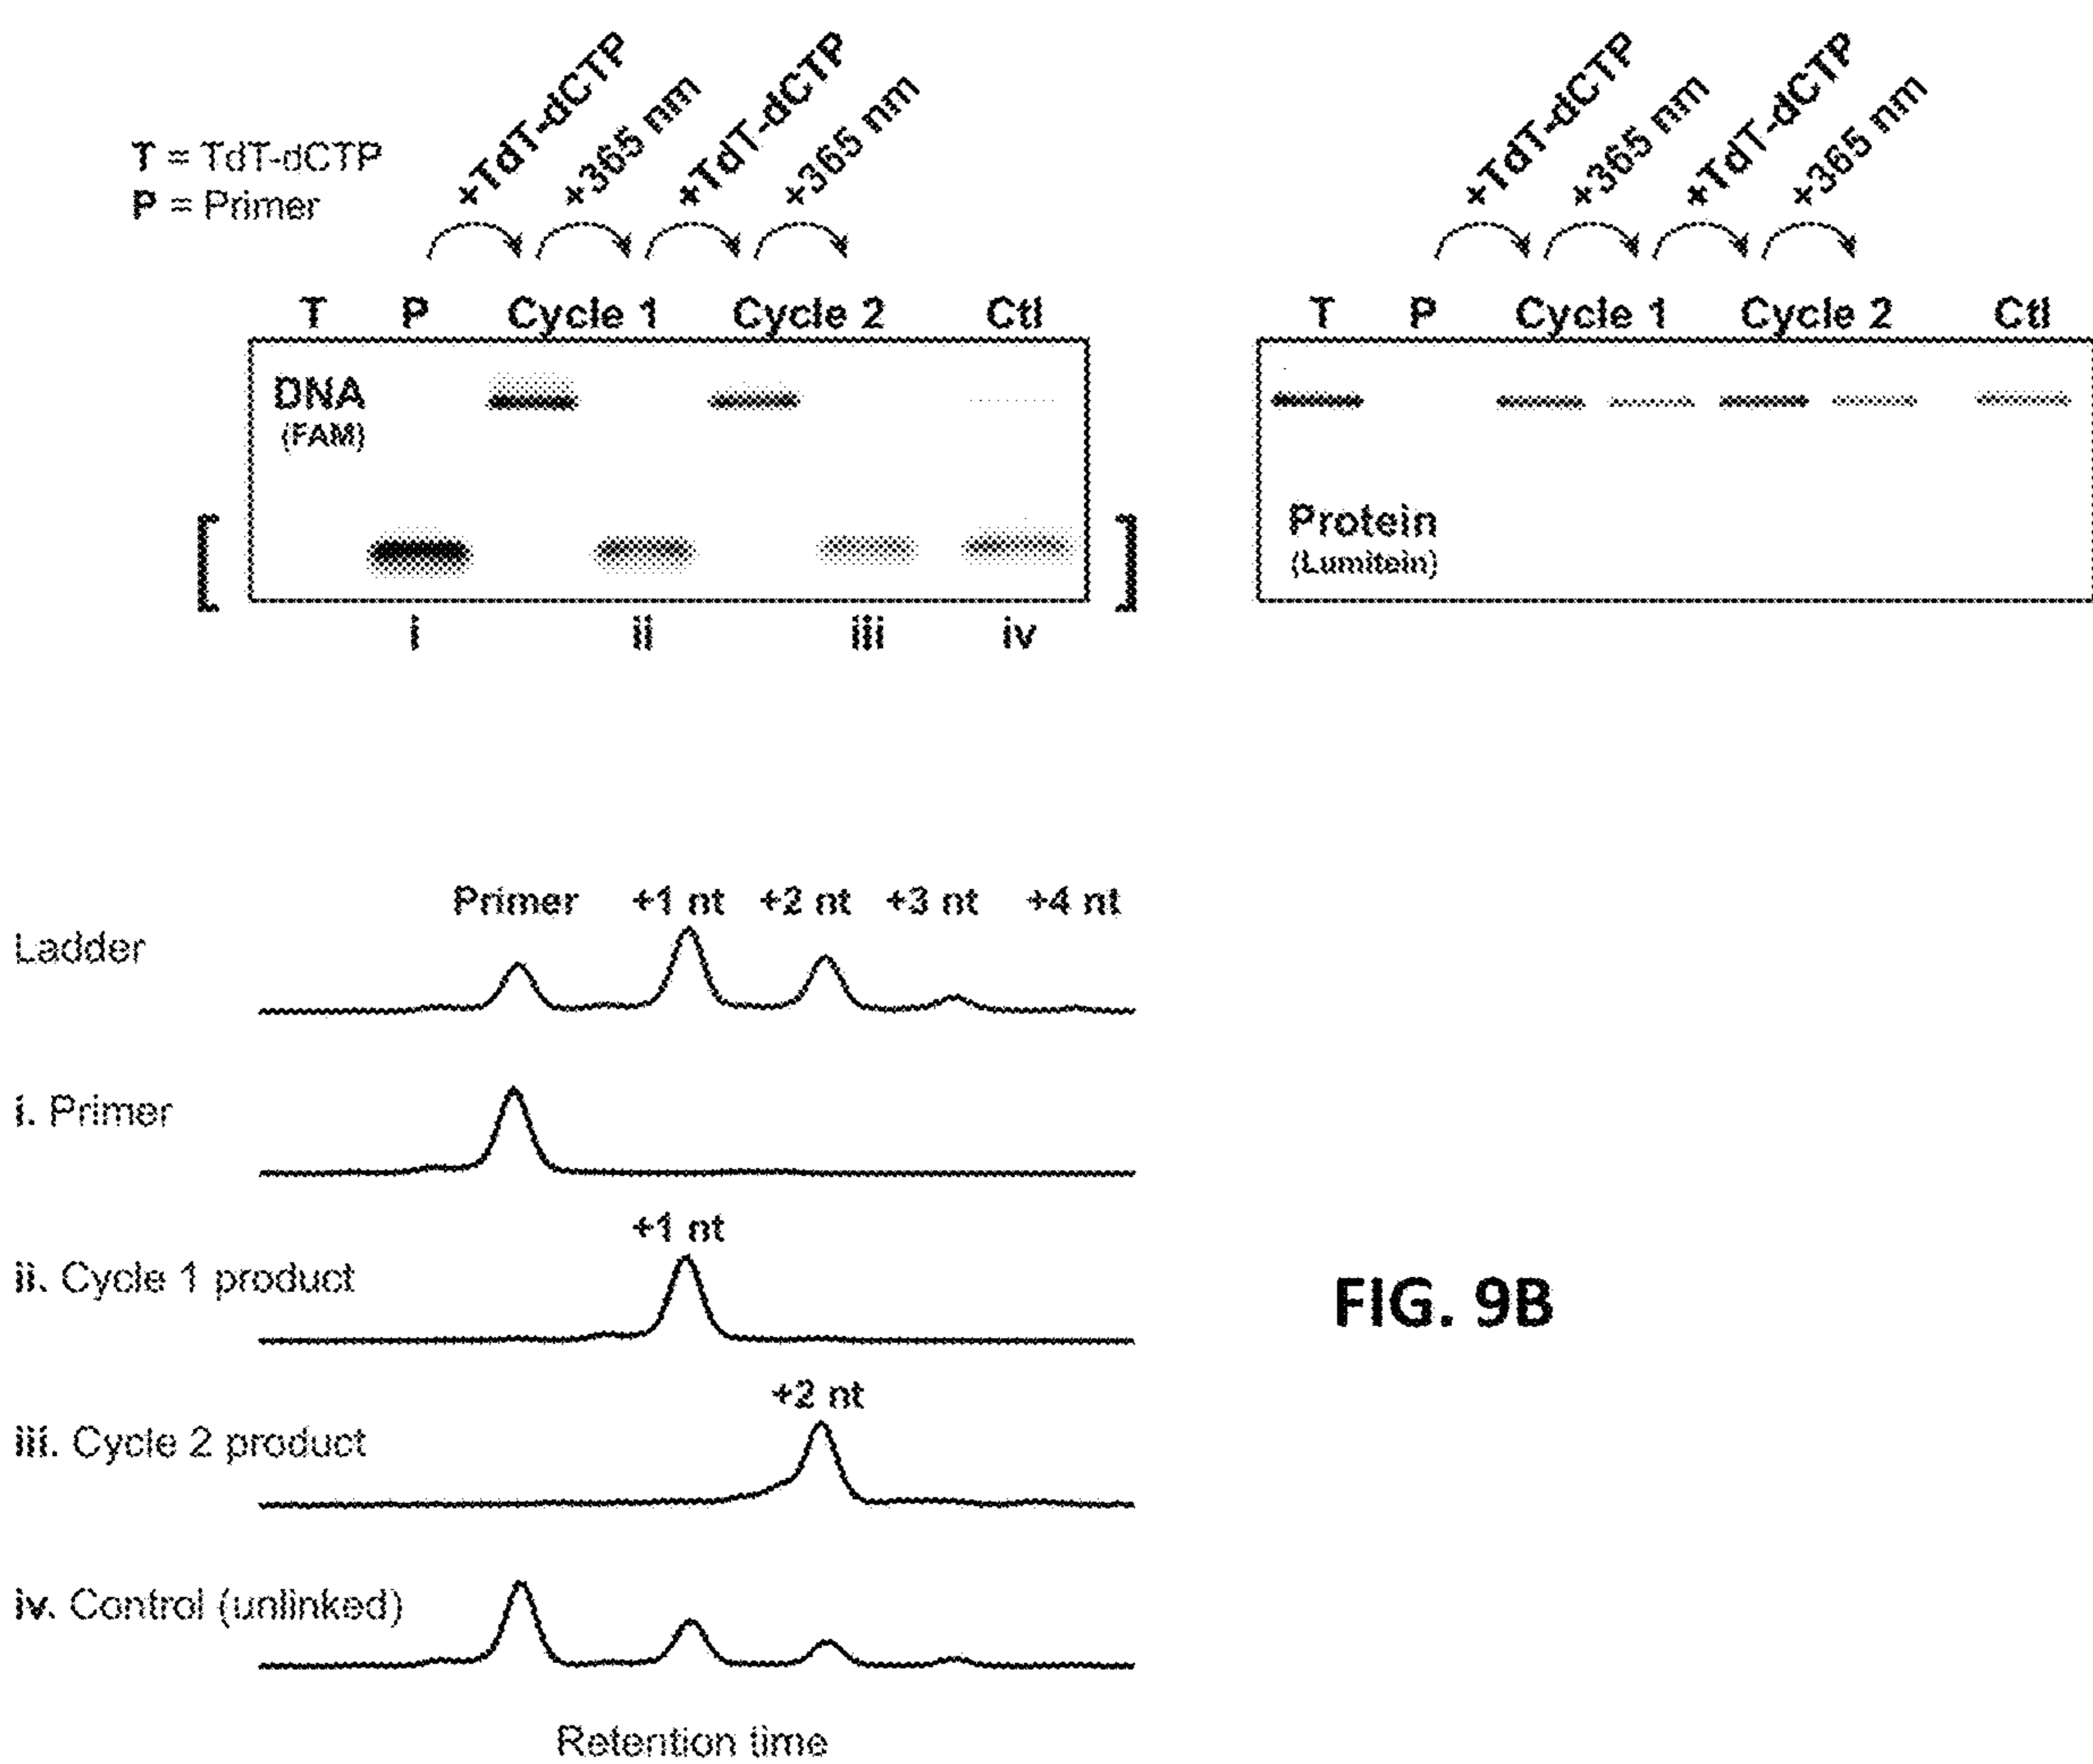 T = TdT-dCTP
P = Primer
+TdT-dCTP
+365 nm
+TdT-dCTP
+365 nm
T P Cycle 1 Cycle 2 Ctl
DNA
(FAM)
[ ]
i ii iii iv
+TdT-dCTP
+365 nm
+TdT-dCTP
+365 nm
T P Cycle 1 Cycle 2 Ctl
Protein
(Lumitein)
Primer +1 nt +2 nt +3 nt +4 nt
Ladder
i. Primer
+1 nt
ii. Cycle 1 product
+2 nt
iii. Cycle 2 product
iv. Control (unlinked)
Retention time
FIG. 9B